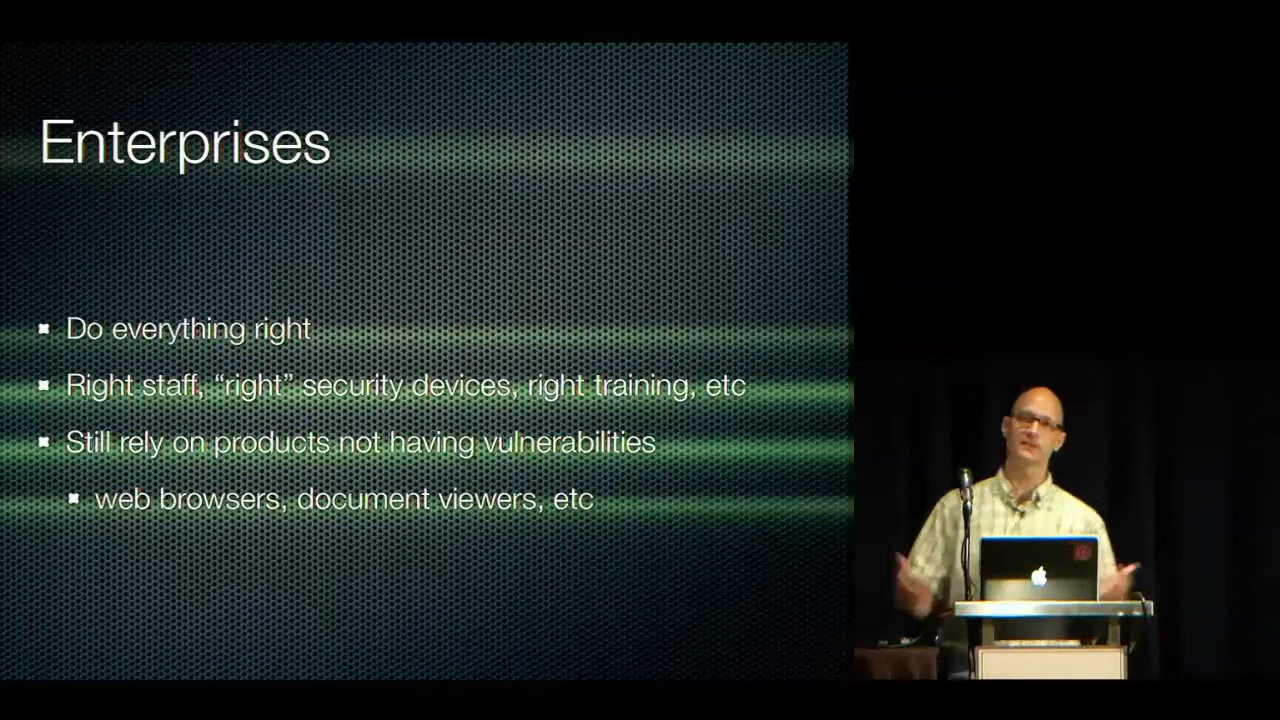 Enterprises
Do everything right
Right staff, “right” security devices, right training, etc
Still rely on products not having vulnerabilities
web browsers, document viewers, etc